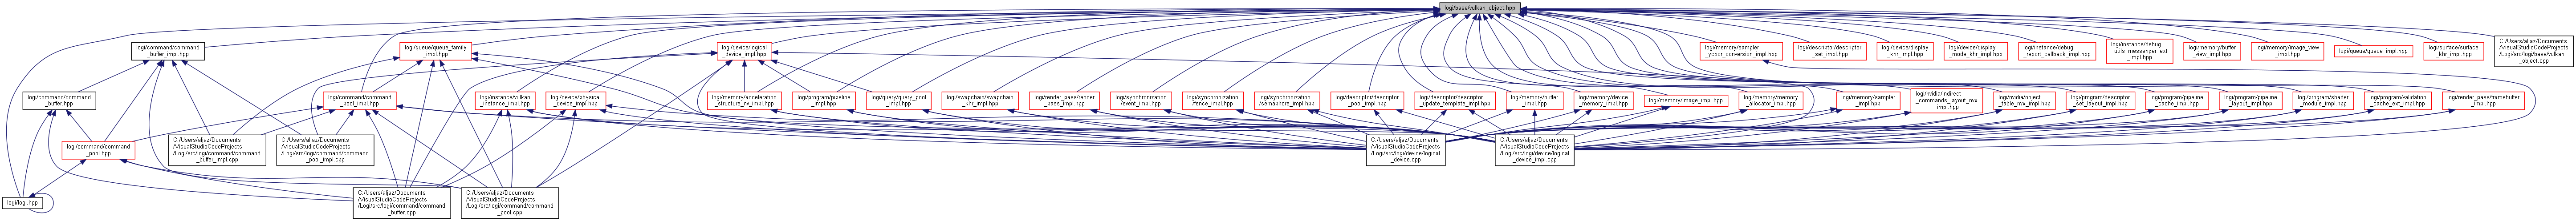 logi/base/vulkan_object.hpp
logi/command/command
_buffer_impl.hpp
logi/queue/queue_family
_impl.hpp
logi/device/logical
_device_impl.hpp
logi/memory/sampler
_ycbcr_conversion_impl.hpp
logi/descriptor/descriptor
_set_impl.hpp
logi/device/display
_khr_impl.hpp
logi/device/display
_mode_khr_impl.hpp
logi/instance/debug
_report_callback_impl.hpp
logi/instance/debug
_utils_messenger_ext
_impl.hpp
logi/memory/buffer
_view_impl.hpp
logi/memory/image_view
_impl.hpp
logi/queue/queue_impl.hpp
logi/surface/surface
_khr_impl.hpp
C:/Users/aljaz/Documents
/VisualStudioCodeProjects
/Logi/src/logi/base/vulkan
_object.cpp
logi/command/command
_buffer.hpp
logi/command/command
_pool_impl.hpp
logi/instance/vulkan
_instance_impl.hpp
logi/device/physical
_device_impl.hpp
logi/memory/acceleration
_structure_nv_impl.hpp
logi/program/pipeline
_impl.hpp
logi/query/query_pool
_impl.hpp
logi/swapchain/swapchain
_khr_impl.hpp
logi/render_pass/render
_pass_impl.hpp
logi/synchronization
/event_impl.hpp
logi/synchronization
/fence_impl.hpp
logi/synchronization
/semaphore_impl.hpp
logi/descriptor/descriptor
_pool_impl.hpp
logi/descriptor/descriptor
_update_template_impl.hpp
logi/memory/buffer
_impl.hpp
logi/memory/device
_memory_impl.hpp
logi/memory/image_impl.hpp
logi/memory/memory
_allocator_impl.hpp
logi/memory/sampler
_impl.hpp
logi/nvidia/indirect
_commands_layout_nvx
_impl.hpp
logi/nvidia/object
_table_nvx_impl.hpp
logi/program/descriptor
_set_layout_impl.hpp
logi/program/pipeline
_cache_impl.hpp
logi/program/pipeline
_layout_impl.hpp
logi/program/shader
_module_impl.hpp
logi/program/validation
_cache_ext_impl.hpp
logi/render_pass/framebuffer
_impl.hpp
logi/command/command
_pool.hpp
C:/Users/aljaz/Documents
/VisualStudioCodeProjects
/Logi/src/logi/command/command
_buffer_impl.cpp
C:/Users/aljaz/Documents
/VisualStudioCodeProjects
/Logi/src/logi/command/command
_pool_impl.cpp
C:/Users/aljaz/Documents
/VisualStudioCodeProjects
/Logi/src/logi/device/logical
_device.cpp
C:/Users/aljaz/Documents
/VisualStudioCodeProjects
/Logi/src/logi/device/logical
_device_impl.cpp
logi/logi.hpp
C:/Users/aljaz/Documents
/VisualStudioCodeProjects
/Logi/src/logi/command/command
_buffer.cpp
C:/Users/aljaz/Documents
/VisualStudioCodeProjects
/Logi/src/logi/command/command
_pool.cpp